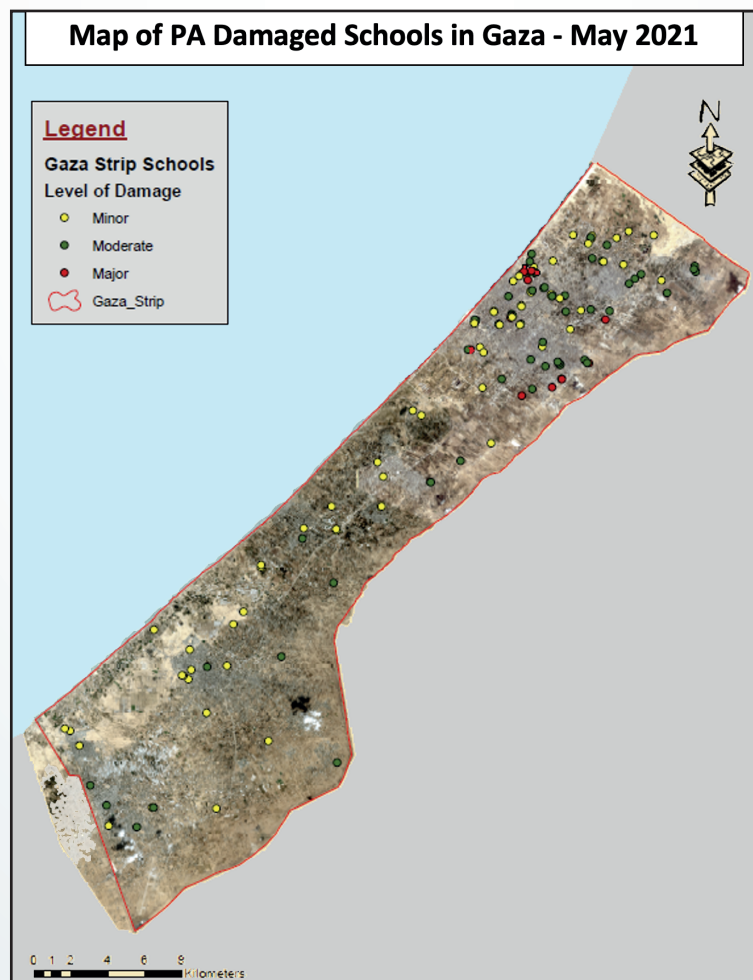 Map of PA Damaged Schools in Gaza - May 2021
N
Legend
Gaza Strip Schools
Level of Damage
Minor
Moderate
Major
Gaza_Strip
0 1 2 4 6 8
Kilometers